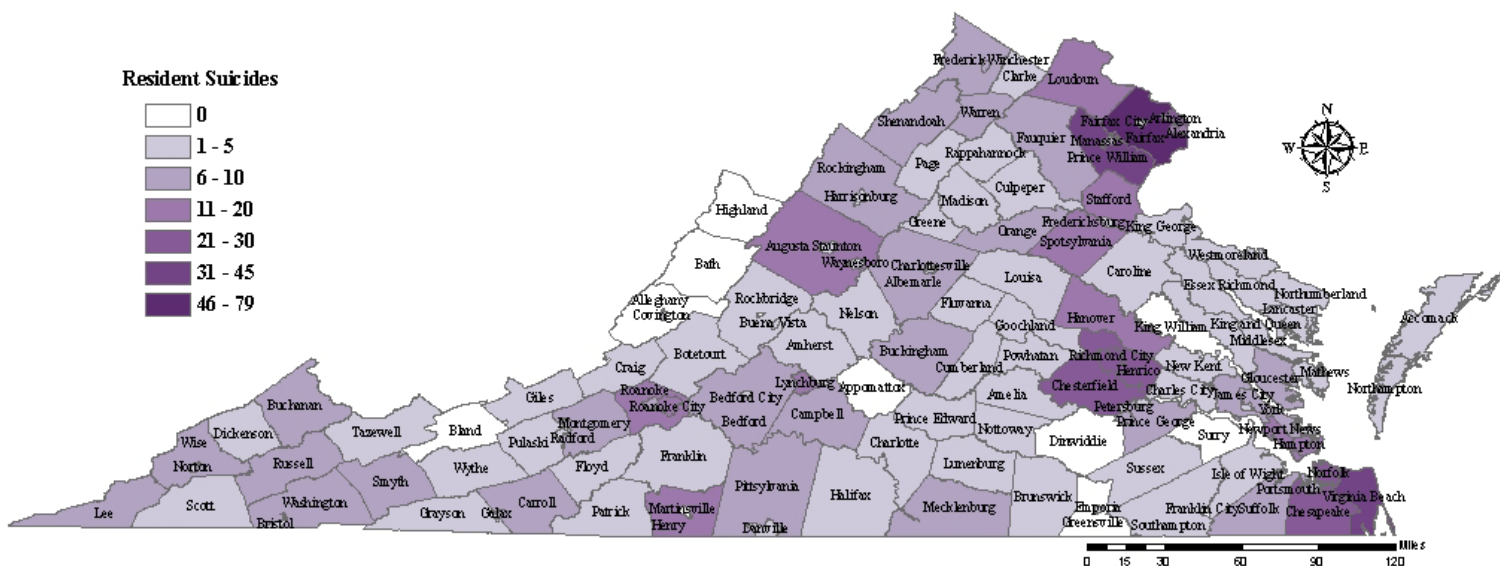 Resident Suicides
0
1 - 5
6 - 10
11 - 20
21 - 30
31 - 45
46 - 79
N
W
E
S
Frederick
Winchester
Clarke
Loudoun
Shenandoah
Warren
Fauquier
Fairfax City
Arlington
Fairfax
Alexandria
Manassas
Prince William
Rockingham
Page
Rappahannock
Harrisonburg
Madison
Culpeper
Stafford
Highland
Greene
Orange
Fredericksburg
King George
Spotsylvania
Augusta
Staunton
Waynesboro
Bath
Charlottesville
Albemarle
Louisa
Caroline
Westmoreland
Essex
Richmond
Northumberland
Lancaster
Alleghany
Covington
Rockbridge
Buena Vista
Nelson
Fluvanna
Goochland
Hanover
King William
King and Queen
Middlesex
Accomack
Craig
Botetourt
Amherst
Buckingham
Cumberland
Powhatan
Richmond City
Henrico
New Kent
Mathews
Northampton
Giles
Roanoke
Roanoke City
Bedford City
Bedford
Lynchburg
Appomattox
Amelia
Chesterfield
Charles City
Gloucester
James City
York
Petersburg
Prince George
Buchanan
Dickenson
Tazewell
Bland
Pulaski
Montgomery
Radford
Campbell
Prince Edward
Nottoway
Dinwiddie
Surry
Newport News
Hampton
Wise
Norton
Russell
Wythe
Floyd
Franklin
Charlotte
Lunenburg
Sussex
Isle of Wight
Norfolk
Portsmouth
Virginia Beach
Lee
Scott
Washington
Bristol
Smyth
Grayson
Galax
Carroll
Patrick
Martinsville
Henry
Pittsylvania
Danville
Halifax
Mecklenburg
Brunswick
Emporia
Greensville
Southampton
Franklin City
Suffolk
Chesapeake
Miles
0 15 30 60 90 120